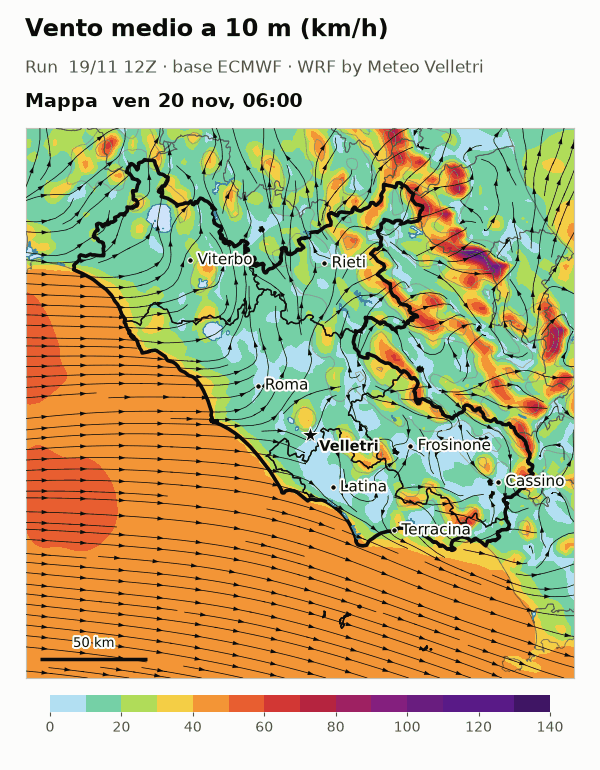 Vento medio a 10 m (km/h)
Run 19/11 12Z · base ECMWF · WRF by Meteo Velletri
Mappa ven 20 nov, 06:00
Viterbo
Rieti
Roma
Velletri
Frosinone
Latina
Cassino
Terracina
50 km
0 20 40 60 80 100 120 140